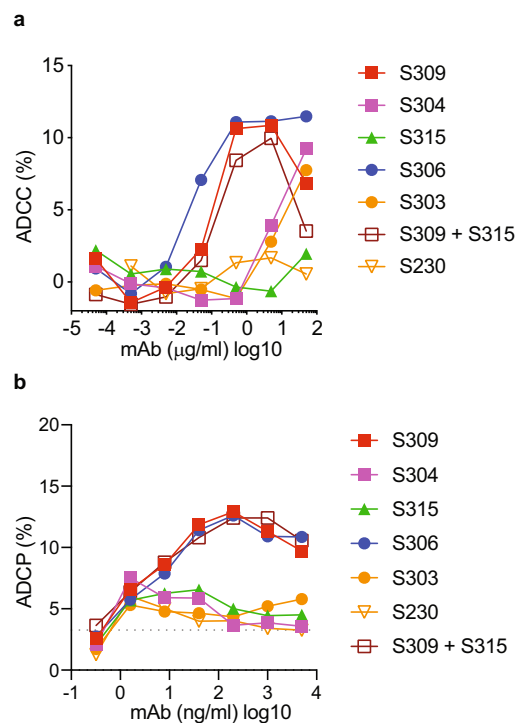 a
15
10
5
0
ADCC (%)
-5 -4 -3 -2 -1 0 1 2
mAb (μg/ml) log10
S309
S304
S315
S306
S303
S309 + S315
S230
b
20
15
10
5
0
ADCP (%)
-1 0 1 2 3 4
mAb (ng/ml) log10
S309
S304
S315
S306
S303
S230
S309 + S315